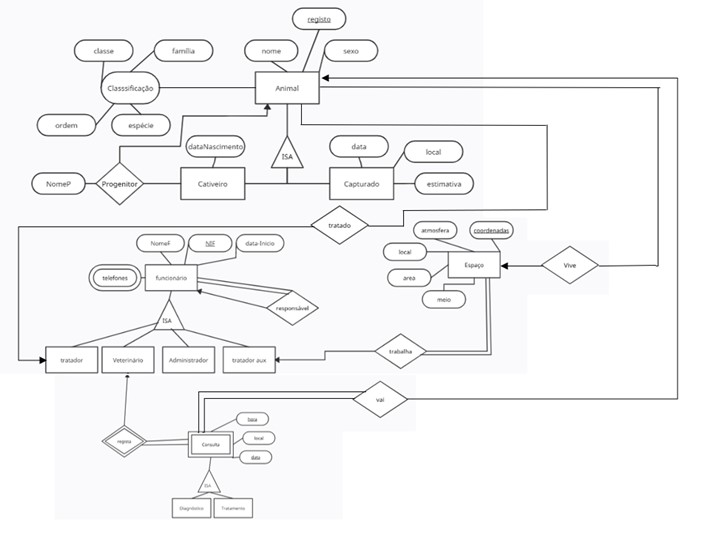 registo
classe
família
nome
sexo
Classsificação
Animal
ordem
espécie
dataNascimento
data
local
ISA
NomeP
Progenitor
Cativeiro
Capturado
estimativa
tratado
atmosfera
coordenadas
NomeF
NIF
data-Inicio
local
Espaço
Vive
telefones
funcionário
area
meio
responsável
ISA
trabalha
tratador
Veterinário
Administrador
tratador aux
vai
hora
regista
Consulta
local
data
ISA
Diagnóstico
Tratamento